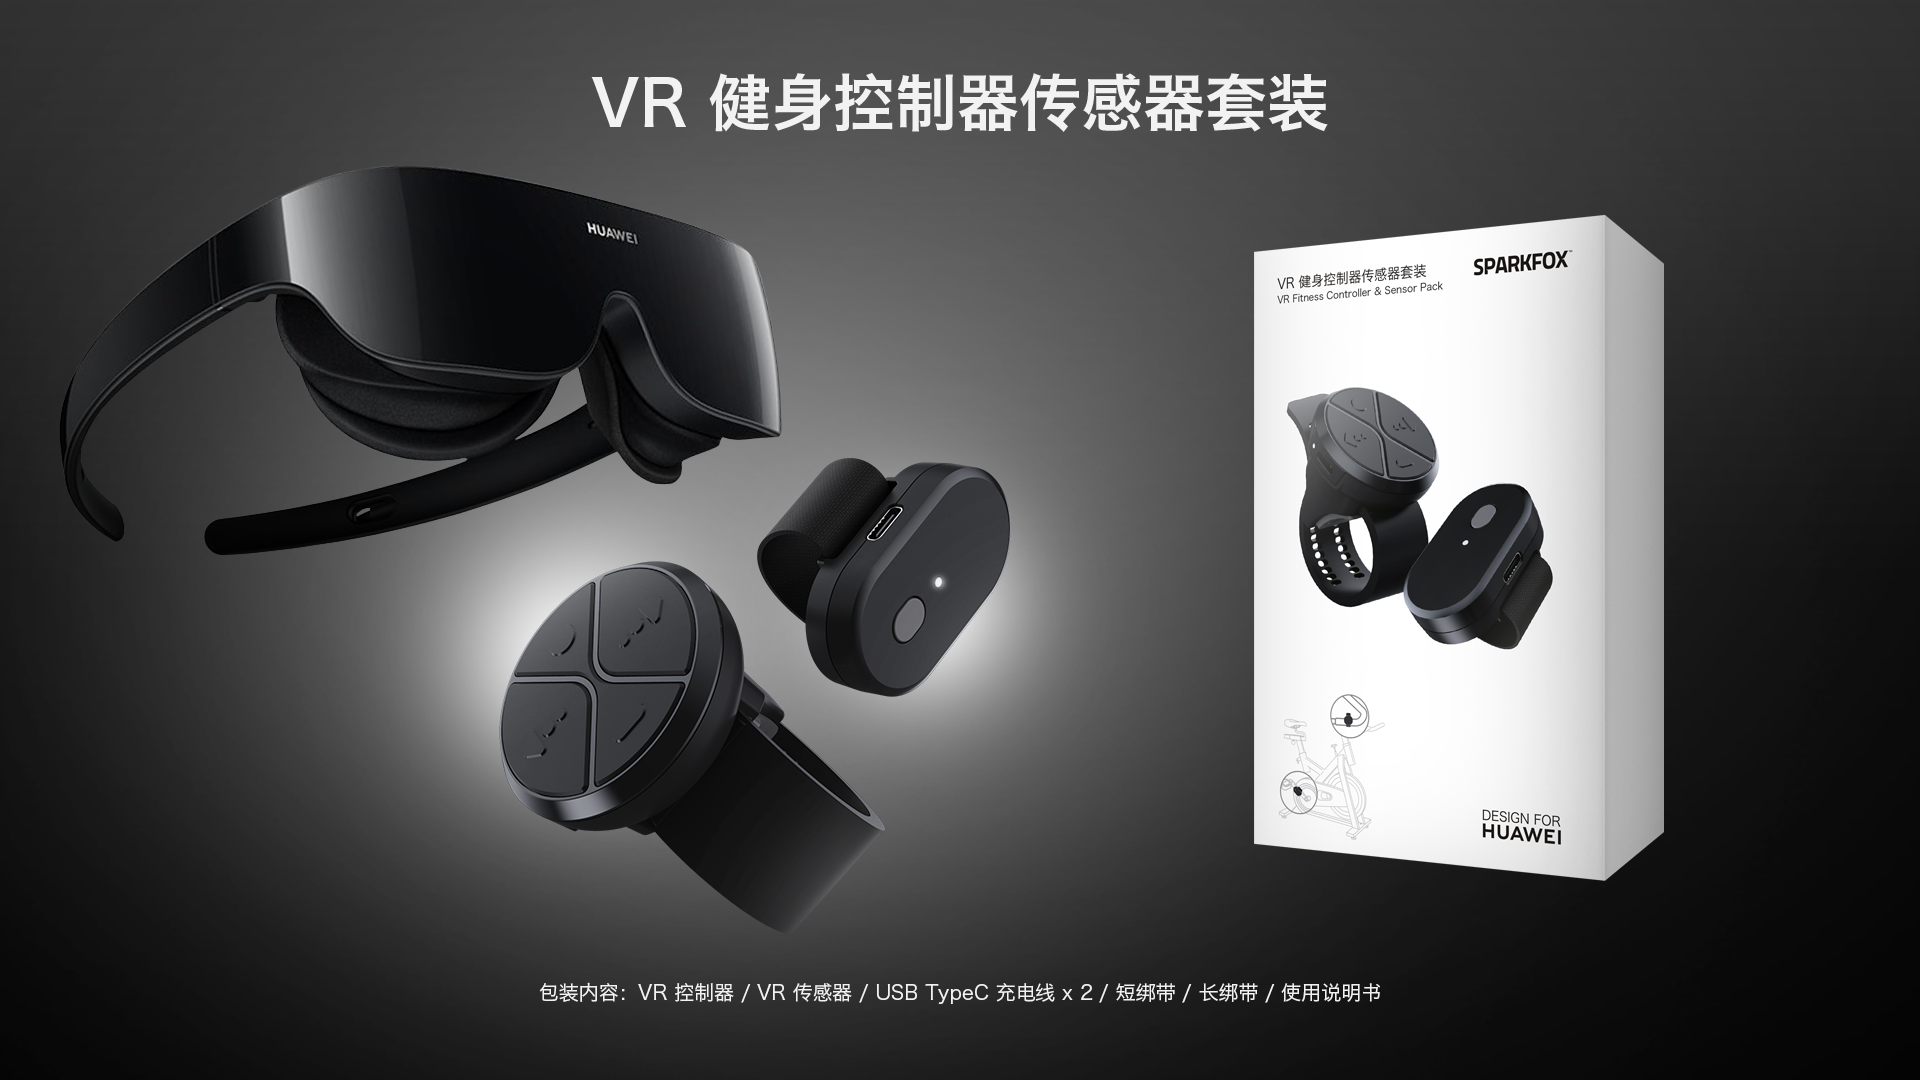 VR 健身控制器传感器套装
HUAWEI
VR 健身控制器传感器套装
VR Fitness Controller & Sensor Pack
SPARKFOX™
DESIGN FOR
HUAWEI
包装内容：VR 控制器 / VR 传感器 / USB TypeC 充电线 x 2 / 短绑带 / 长绑带 / 使用说明书